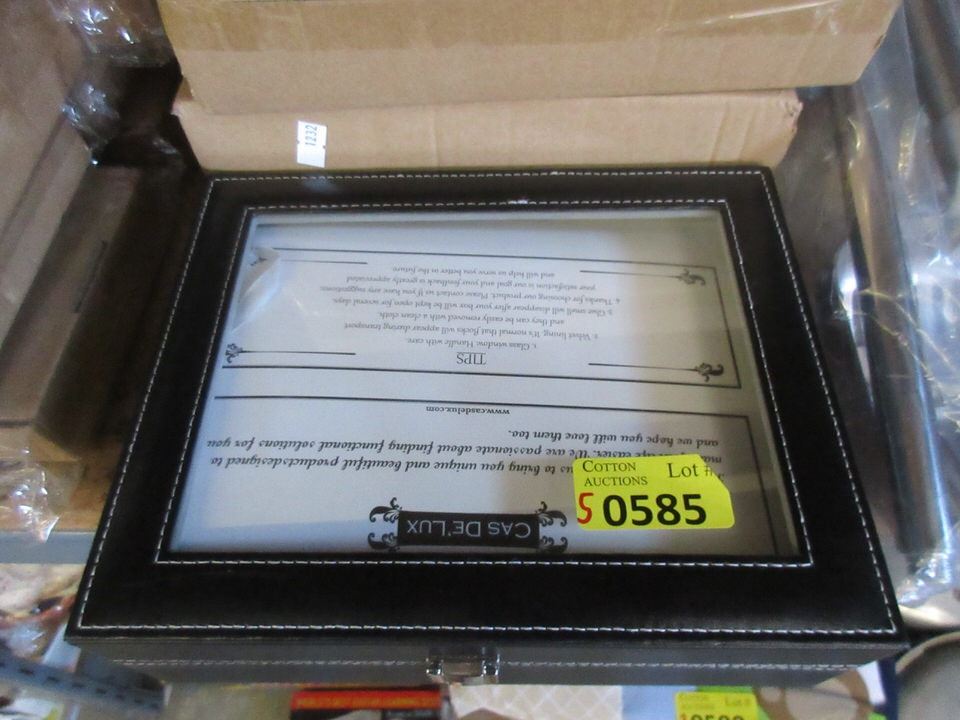 1232
CAS DE'LUX
us to bring you unique and beautiful products designed to
easier. We are passionate about finding functional solutions for you
and we hope you will love them too.
www.casdelux.com
TIPS
1. Glass window. Handle with care.
2. Velvet lining. It's normal that flocks will appear during transport
and they can be easily removed with a clean cloth.
3. Glue smell will disappear after your box will be kept open for several days.
4. Thanks for choosing our product. Please contact us if you have any suggestions:
your satisfaction is our goal and your feedback is greatly appreciated
and will help us serve you better in the future.
COTTON
AUCTIONS
Lot #
S 0585